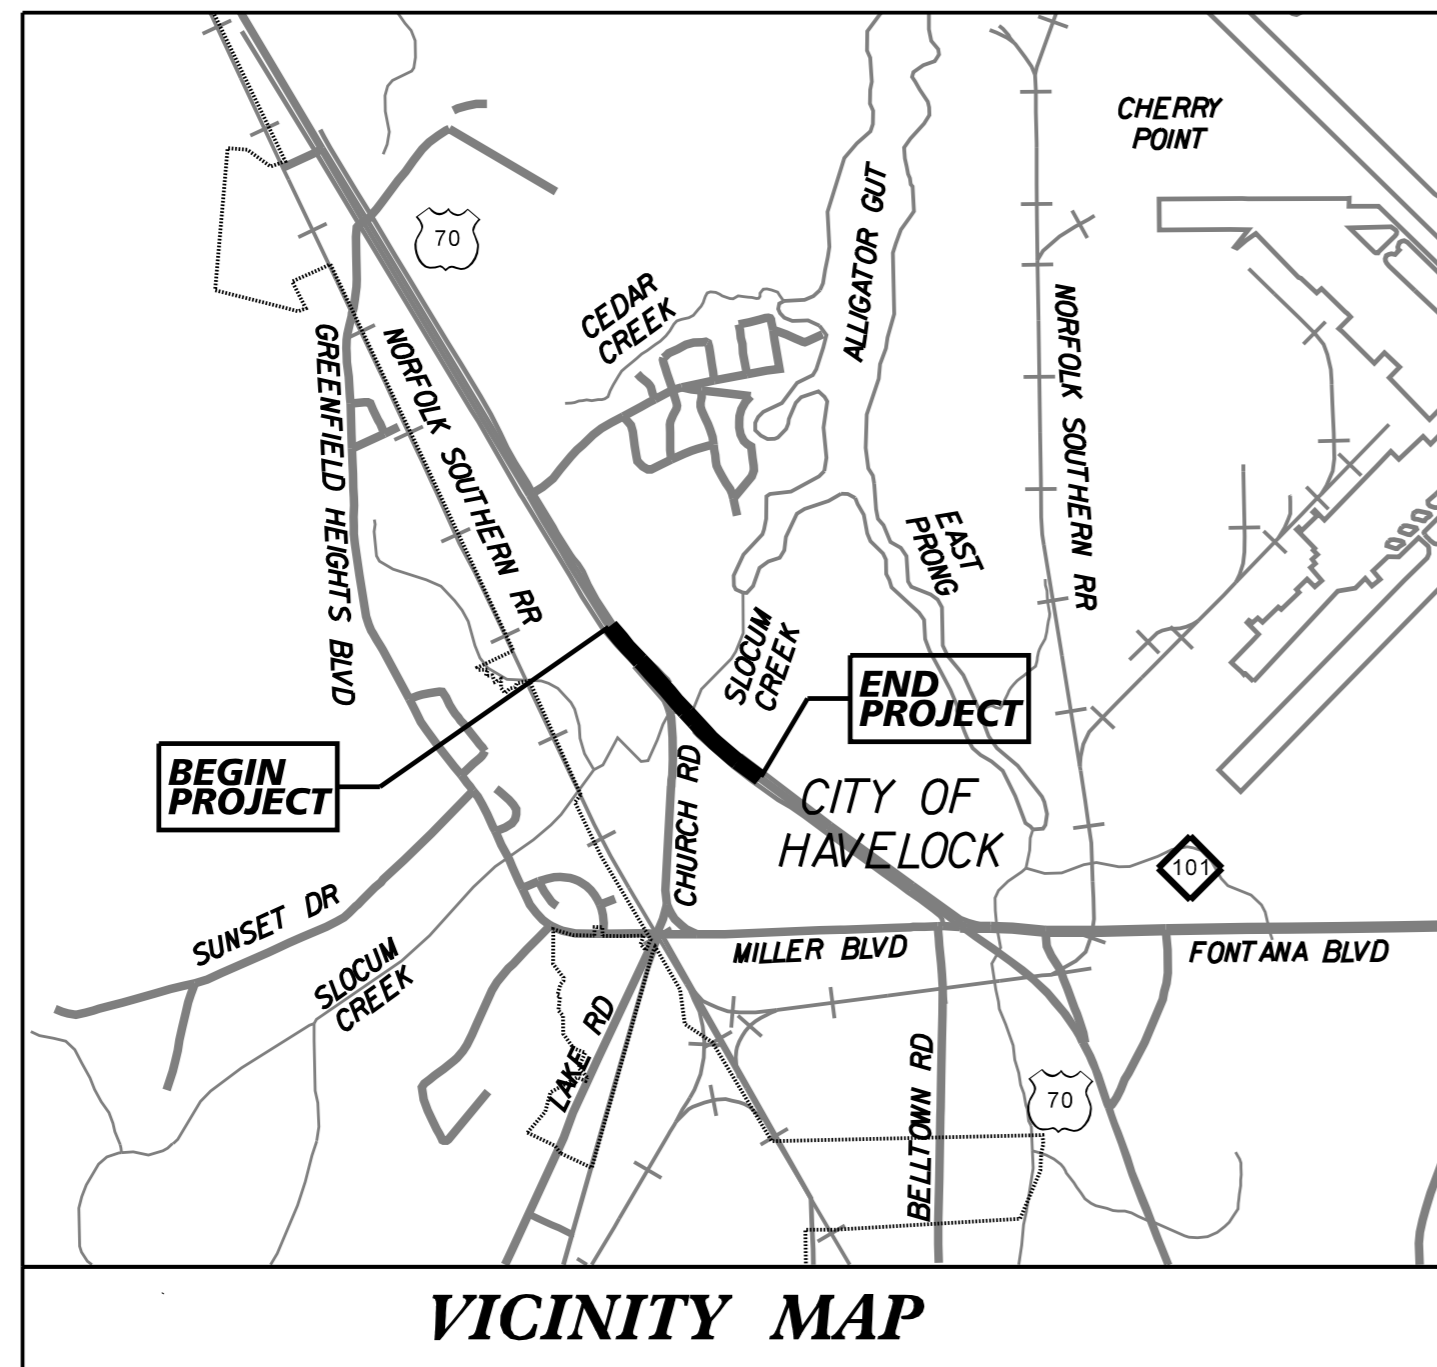 CHERRY
POINT
70
ALLIGATOR GUT
CEDAR
CREEK
NORFOLK SOUTHERN RR
GREENFIELD HEIGHTS BLVD
NORFOLK SOUTHERN RR
EAST
PRONG
SLOCUM
CREEK
END
PROJECT
BEGIN
PROJECT
CHURCH RD
CITY OF
HAVELOCK
101
SUNSET DR
SLOCUM
CREEK
MILLER BLVD
FONTANA BLVD
LAKE RD
BELLTOWN RD
70
VICINITY MAP